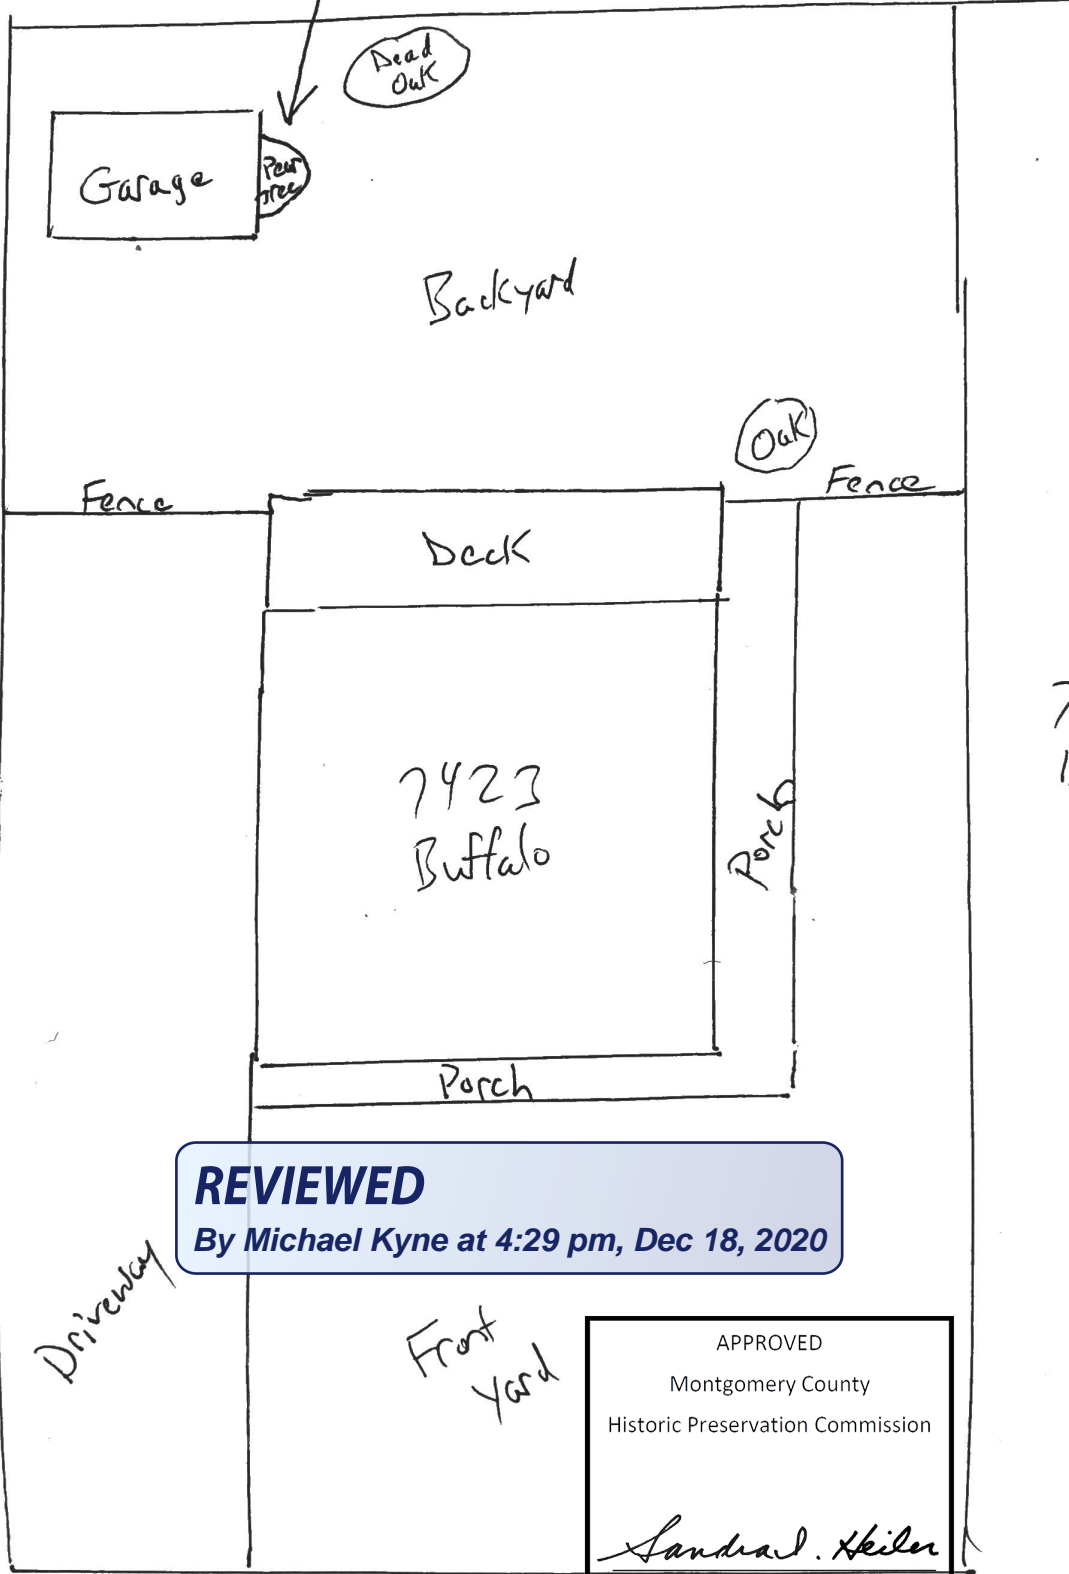 Dead
Oak
Garage
Pear
Tree
Backyard
Oak
Fence
Fence
Deck
7423
Buffalo
Porch
Porch
REVIEWED
By Michael Kyne at 4:29 pm, Dec 18, 2020
Driveway
Front
Yard
APPROVED
Montgomery County
Historic Preservation Commission
Sandra I. Heiler